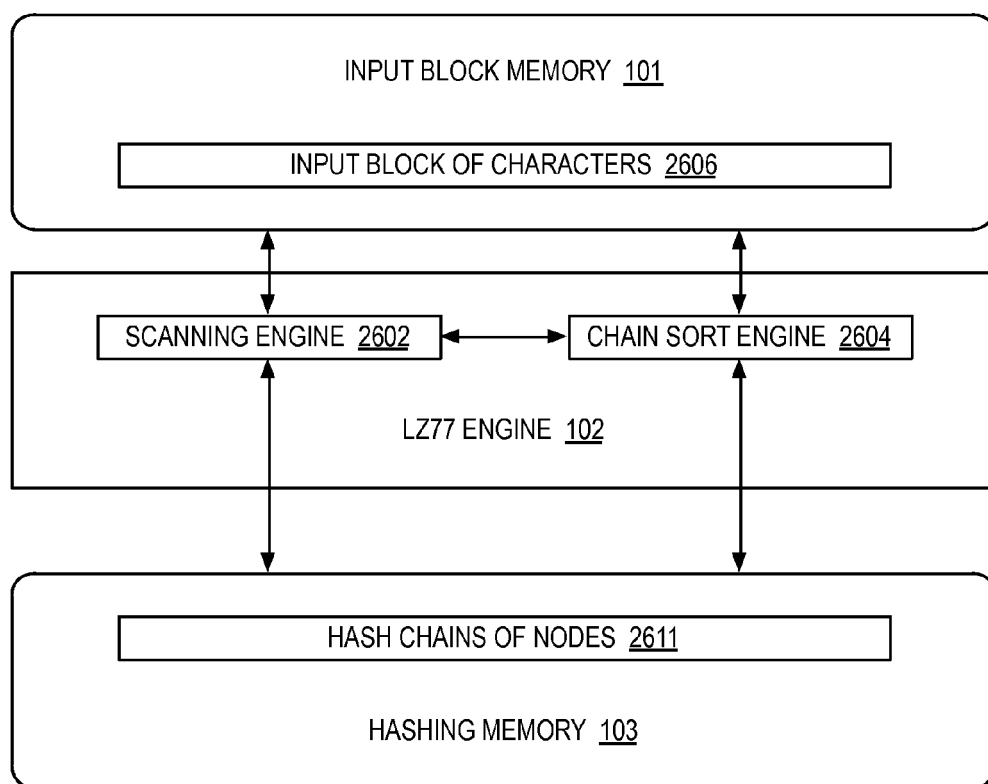 INPUT BLOCK MEMORY 101
INPUT BLOCK OF CHARACTERS 2606
SCANNING ENGINE 2602
CHAIN SORT ENGINE 2604
LZ77 ENGINE 102
HASH CHAINS OF NODES 2611
HASHING MEMORY 103